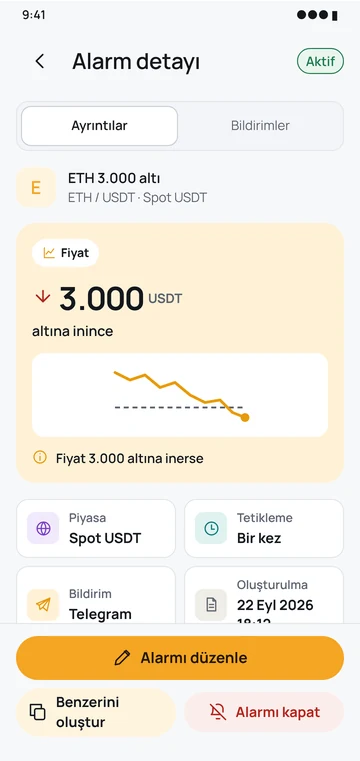 9:41
Alarm detayı
Aktif
Ayrıntılar
Bildirimler
E
ETH 3.000 altı
ETH / USDT · Spot USDT
Fiyat
3.000 USDT
altına inince
Fiyat 3.000 altına inerse
Piyasa
Spot USDT
Tetikleme
Bir kez
Bildirim
Telegram
Oluşturulma
22 Eyl 2026
Alarmı düzenle
Benzerini
oluştur
Alarmı kapat